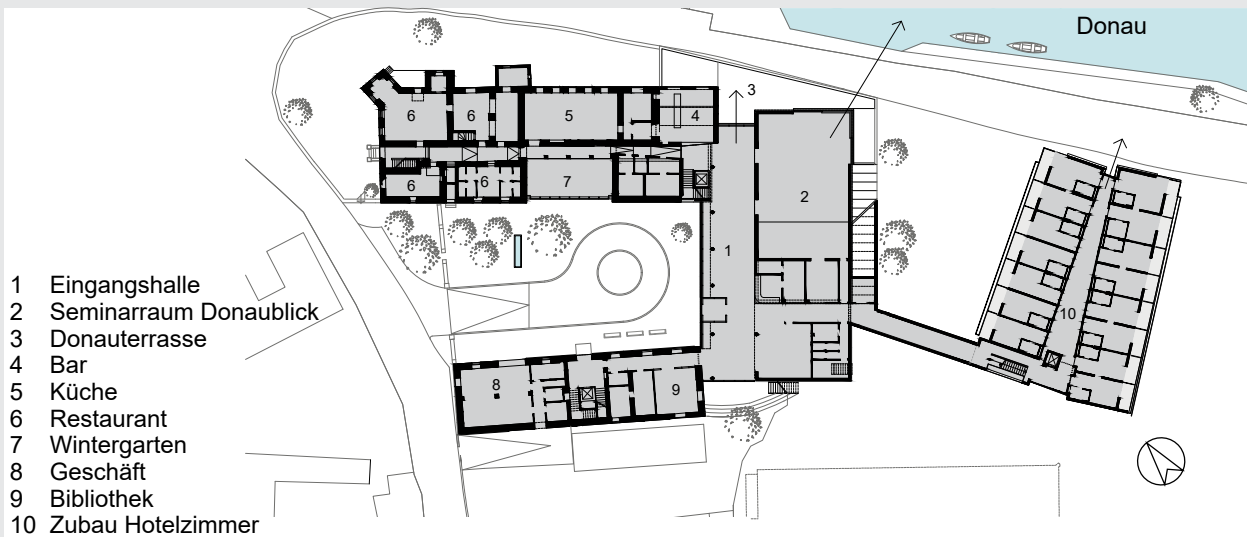 Donau
3
6
6
5
4
6
6
7
2
1
10
8
9
1 Eingangshalle
2 Seminarraum Donaublick
3 Donauterrasse
4 Bar
5 Küche
6 Restaurant
7 Wintergarten
8 Geschäft
9 Bibliothek
10 Zubau Hotelzimmer